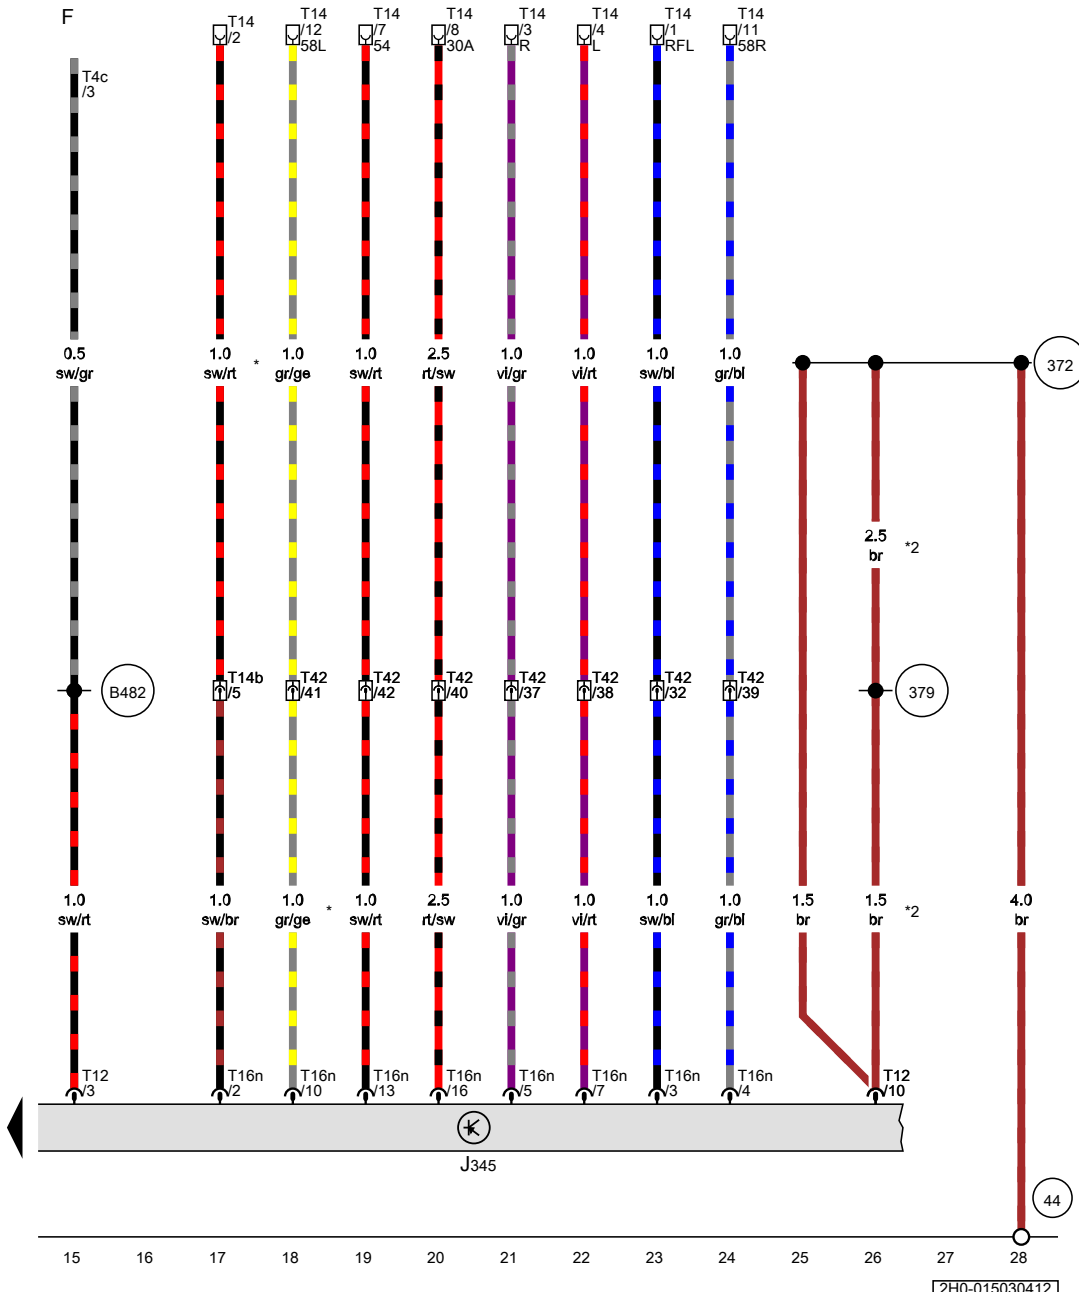 F
T14
/2
T14
/12
58L
T14
/7
54
T14
/8
30A
T14
/3
R
T14
/4
L
T14
/1
RFL
T14
/11
58R
T4c
/3
0.5
sw/gr
1.0
sw/rt
*
1.0
gr/ge
1.0
sw/rt
2.5
rt/sw
1.0
vi/gr
1.0
vi/rt
1.0
sw/bl
1.0
gr/bl
372
2.5
br
*2
B482
T14b
/5
T42
/41
T42
/42
T42
/40
T42
/37
T42
/38
T42
/32
T42
/39
379
1.0
sw/rt
1.0
sw/br
1.0
gr/ge
*
1.0
sw/rt
2.5
rt/sw
1.0
vi/gr
1.0
vi/rt
1.0
sw/bl
1.0
gr/bl
1.5
br
1.5
br
*2
4.0
br
T12
/3
T16n
/2
T16n
/10
T16n
/13
T16n
/16
T16n
/5
T16n
/7
T16n
/3
T16n
/4
T12
/10
J345
44
15 16 17 18 19 20 21 22 23 24 25 26 27 28
2H0-015030412